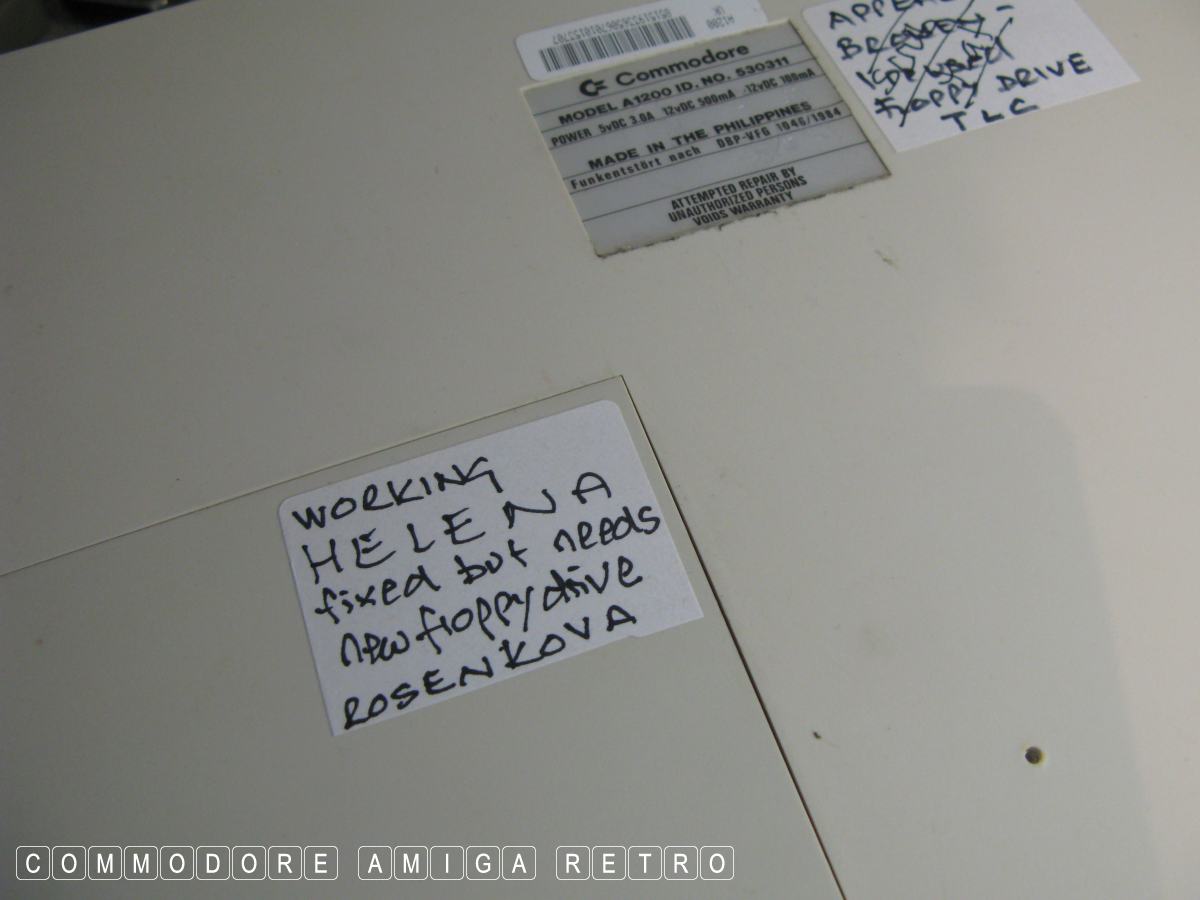 A1200
UK
Commodore
MODEL A1200 ID. NO. 530311
POWER 5vDC 3.0A 12vDC 500mA -12vDC 100mA
MADE IN THE PHILIPPINES
Funkentstört nach DBP-VFG 1046/1984
ATTEMPTED REPAIR BY
UNAUTHORIZED PERSONS
VOIDS WARRANTY
FLOPPY DRIVE
TLC
WORKING
HELENA
fixed but needs
new floppy drive
ROSENKOVA
COMMODORE AMIGA RETRO